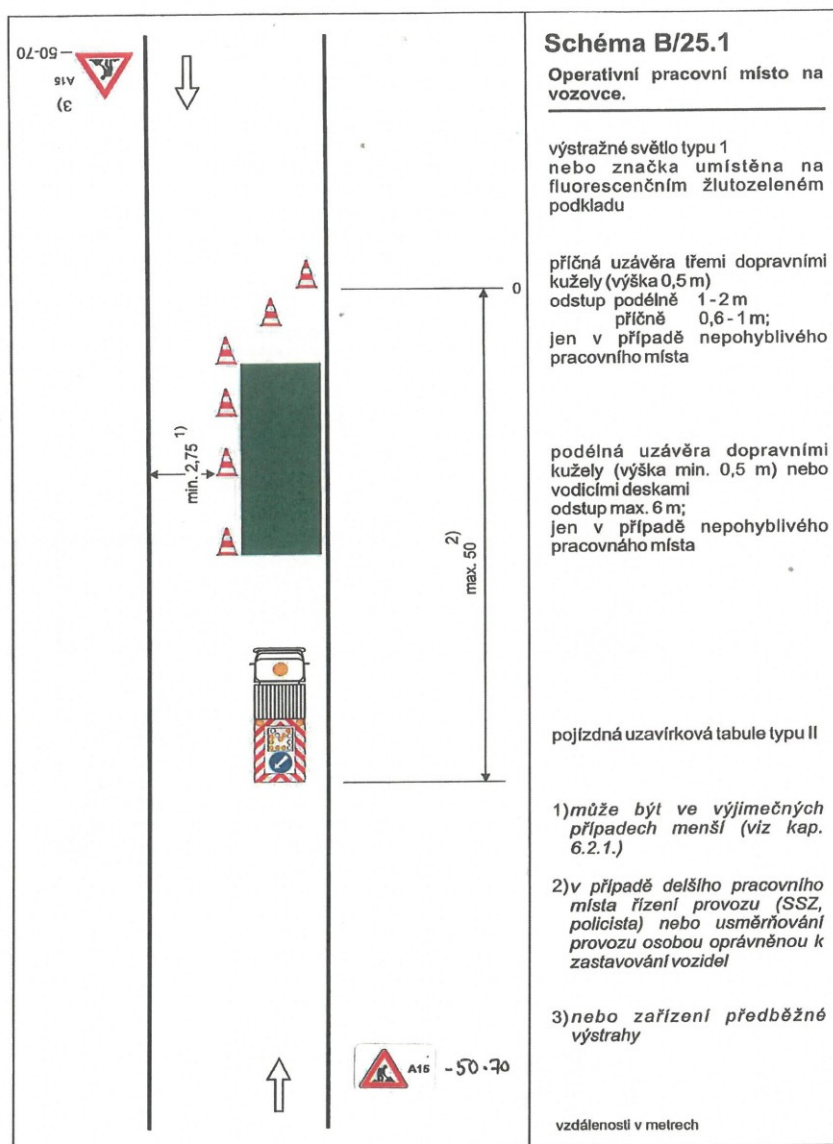 Schéma B/25.1
Operativní pracovní místo na
vozovce.
výstražné světlo typu 1
nebo značka umístěna na
fluorescenčním žlutozeleném
podkladu
příčná uzávěra třemi dopravními
kužely (výška 0,5 m)
odstup podélně 1 - 2 m
příčně 0,6 - 1 m;
jen v případě nepohyblivého
pracovního místa
podélná uzávěra dopravními
kužely (výška min. 0,5 m) nebo
vodicími deskami
odstup max. 6 m;
jen v případě nepohyblivého
pracovnáho místa
pojízdná uzavírková tabule typu II
1) může být ve výjimečných
případech menší (viz kap.
6.2.1.)
2) v případě delšího pracovního
místa řízení provozu (SSZ,
policista) nebo usměrňování
provozu osobou oprávněnou k
zastavování vozidel
3) nebo zařízení předběžné
výstrahy
vzdálenosti v metrech
-50-70
A15
3)
0
min. 2,75 1)
max. 50 2)
A15 -50-70